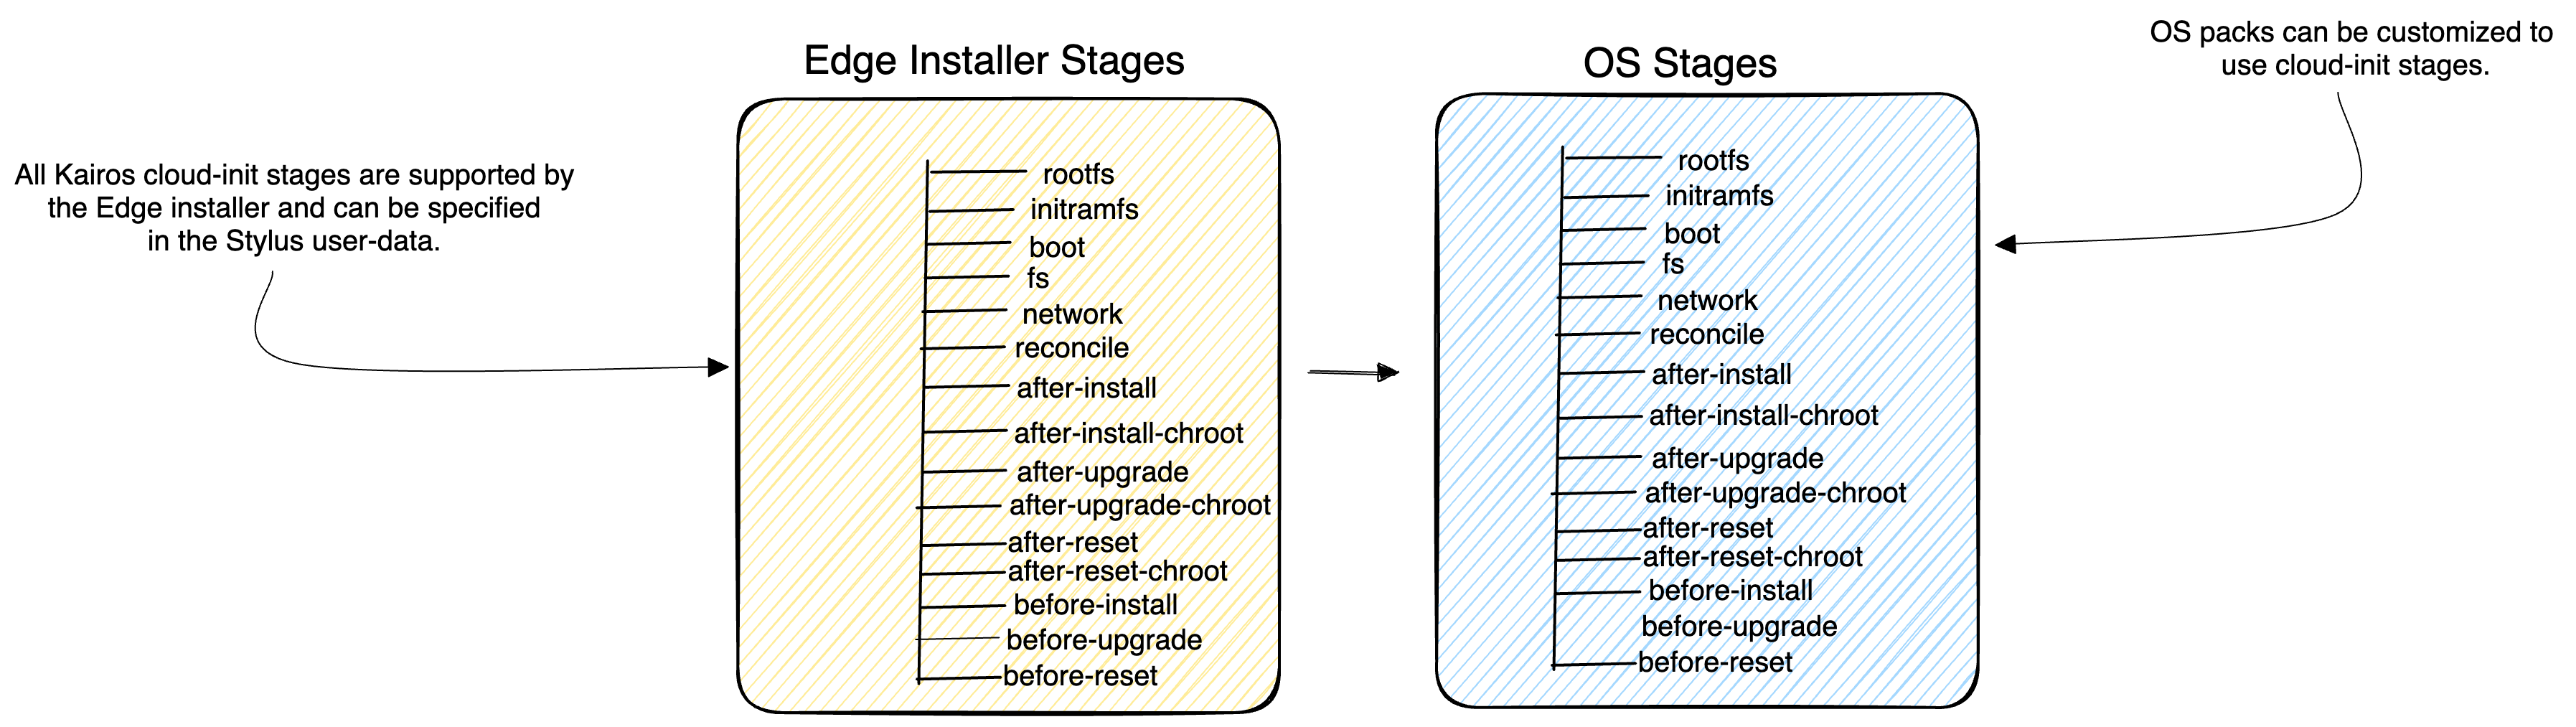 All Kairos cloud-init stages are supported by
the Edge installer and can be specified
in the Stylus user-data.
Edge Installer Stages
rootfs
initramfs
boot
fs
network
reconcile
after-install
after-install-chroot
after-upgrade
after-upgrade-chroot
after-reset
after-reset-chroot
before-install
before-upgrade
before-reset
OS Stages
rootfs
initramfs
boot
fs
network
reconcile
after-install
after-install-chroot
after-upgrade
after-upgrade-chroot
after-reset
after-reset-chroot
before-install
before-upgrade
before-reset
OS packs can be customized to
use cloud-init stages.